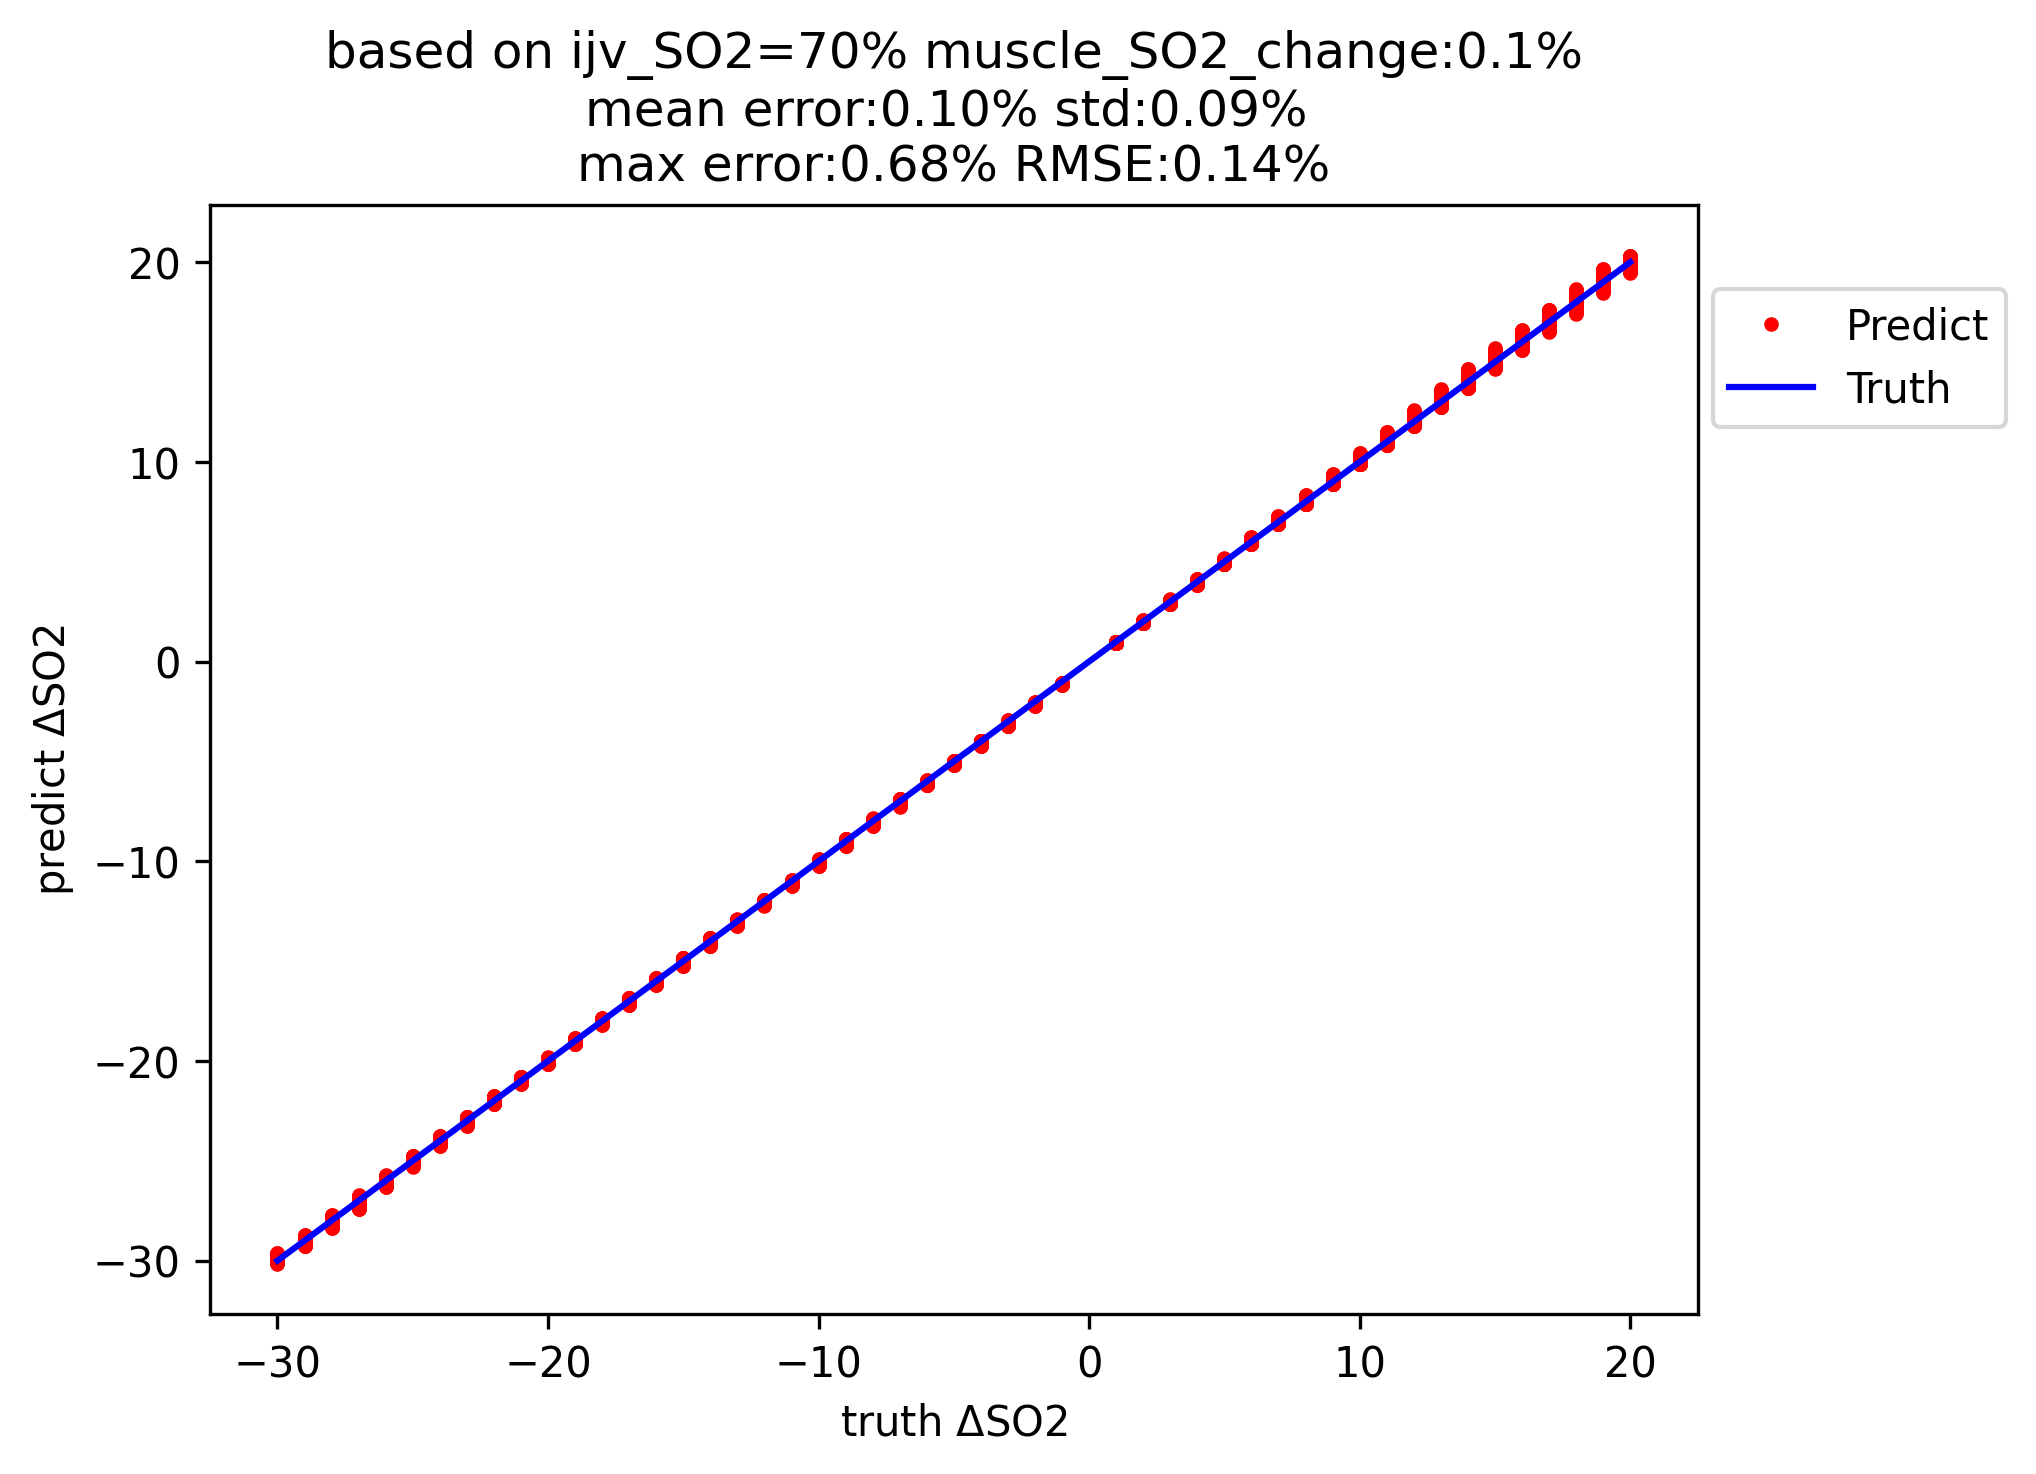 based on ijv_SO2=70% muscle_SO2_change:0.1%
mean error:0.10% std:0.09%
max error:0.68% RMSE:0.14%
20
10
0
−10
−20
−30
predict ΔSO2
−30 −20 −10 0 10 20
truth ΔSO2
Predict
Truth